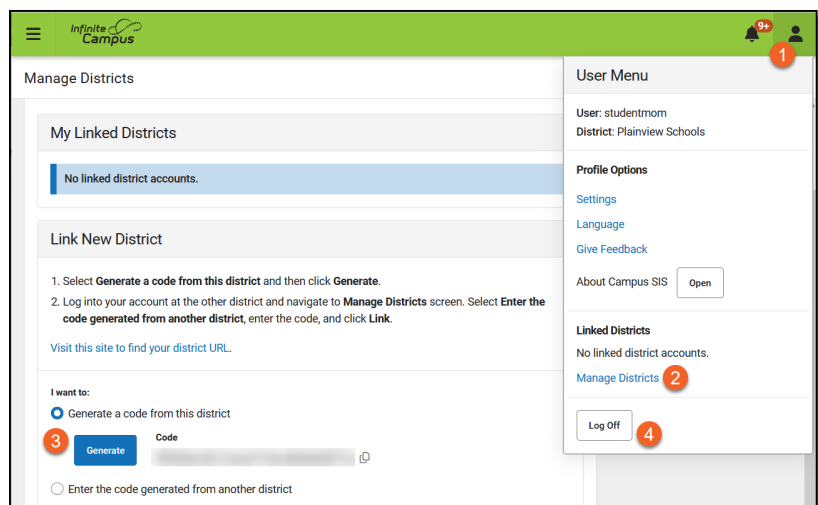 Infinite
Campus
9+
1
Manage Districts
My Linked Districts
No linked district accounts.
Link New District
1. Select Generate a code from this district and then click Generate.
2. Log into your account at the other district and navigate to Manage Districts screen. Select Enter the
code generated from another district, enter the code, and click Link.
Visit this site to find your district URL.
I want to:
Generate a code from this district
3
Generate
Code
Enter the code generated from another district
User Menu
User: studentmom
District: Plainview Schools
Profile Options
Settings
Language
Give Feedback
About Campus SIS Open
Linked Districts
No linked district accounts.
Manage Districts 2
Log Off 4